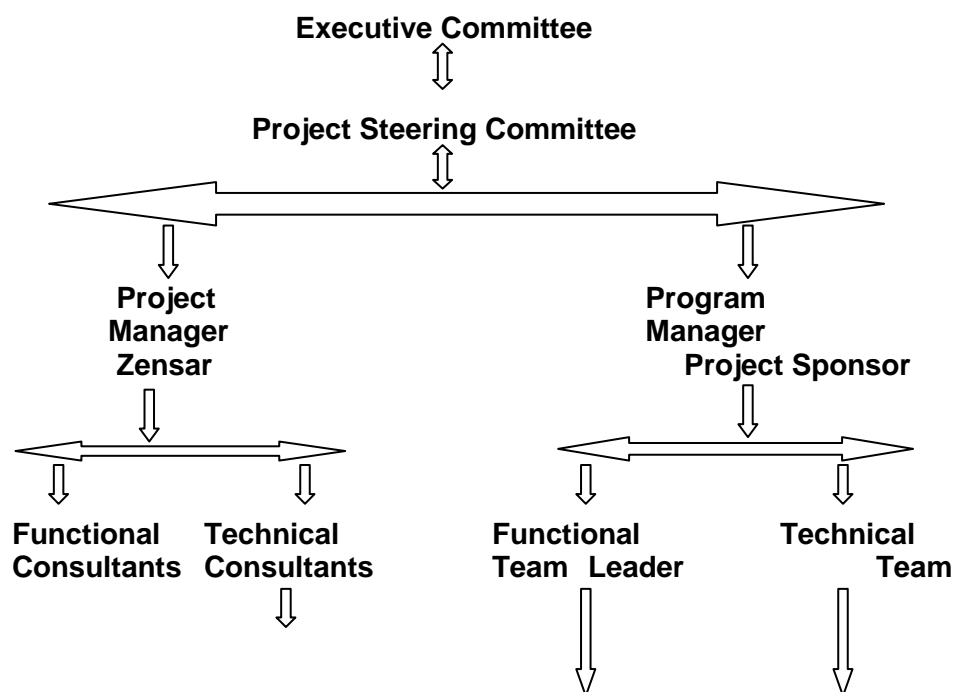 Executive Committee
Project Steering Committee
Project
Manager
Zensar
Program
Manager
Project Sponsor
Functional
Consultants
Technical
Consultants
Functional
Team Leader
Technical
Team